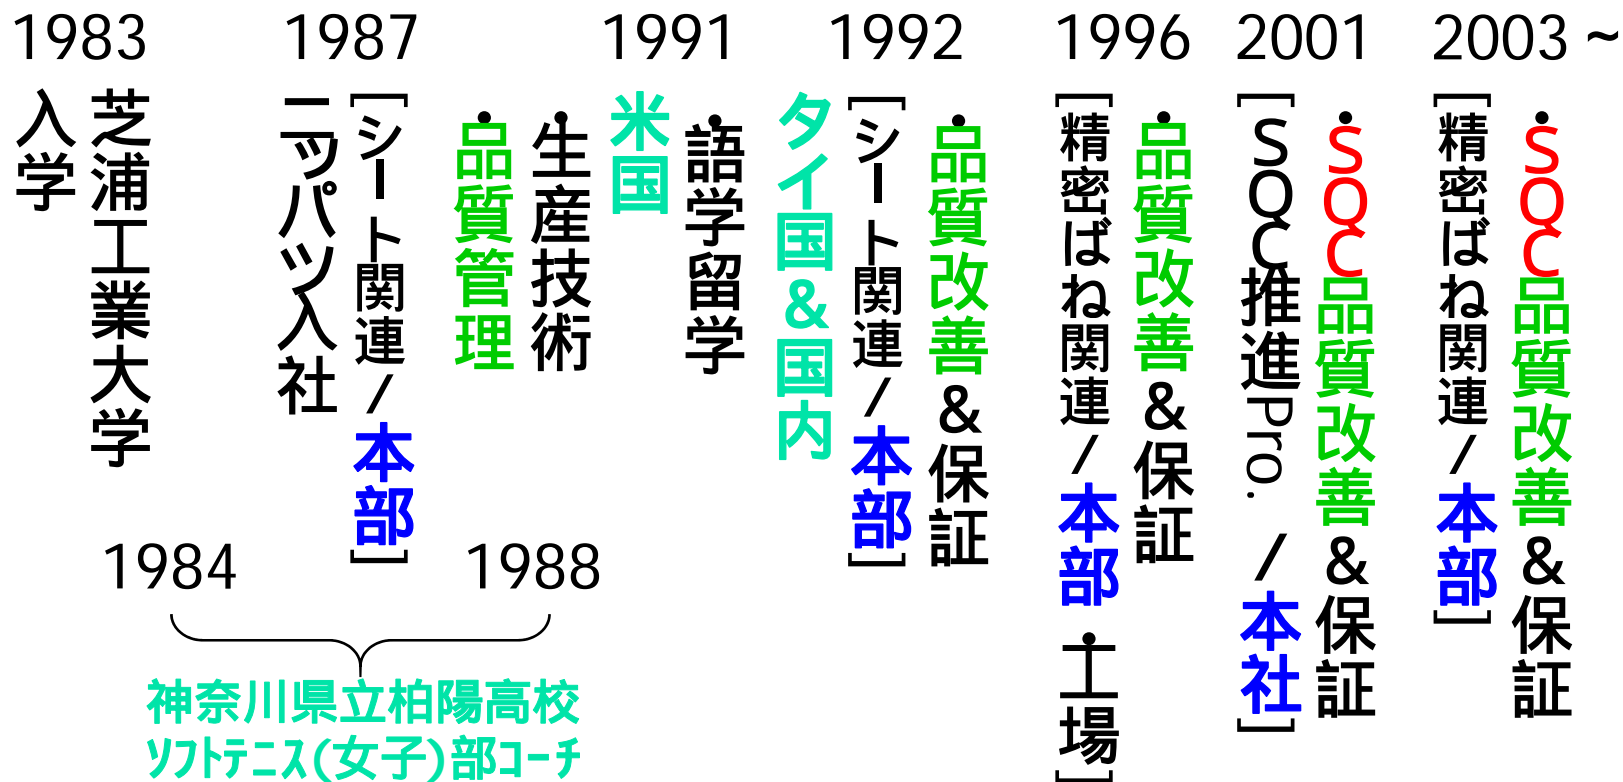 1983
芝浦工業大学
入学
1987
[シート関連/本部]
ニッパツ入社
・生産技術
・品質管理
1991
・語学留学
米国
1992
・品質改善&保証
[シート関連/本部]
タイ国&国内
1996
・品質改善&保証
[精密ばね関連/本部・工場]
2001
・SQC品質改善&保証
[SQC推進Pro. /本社]
2003~
・SQC品質改善&保証
[精密ばね関連/本部]
1984
1988
神奈川県立柏陽高校
ソフトテニス(女子)部コーチ